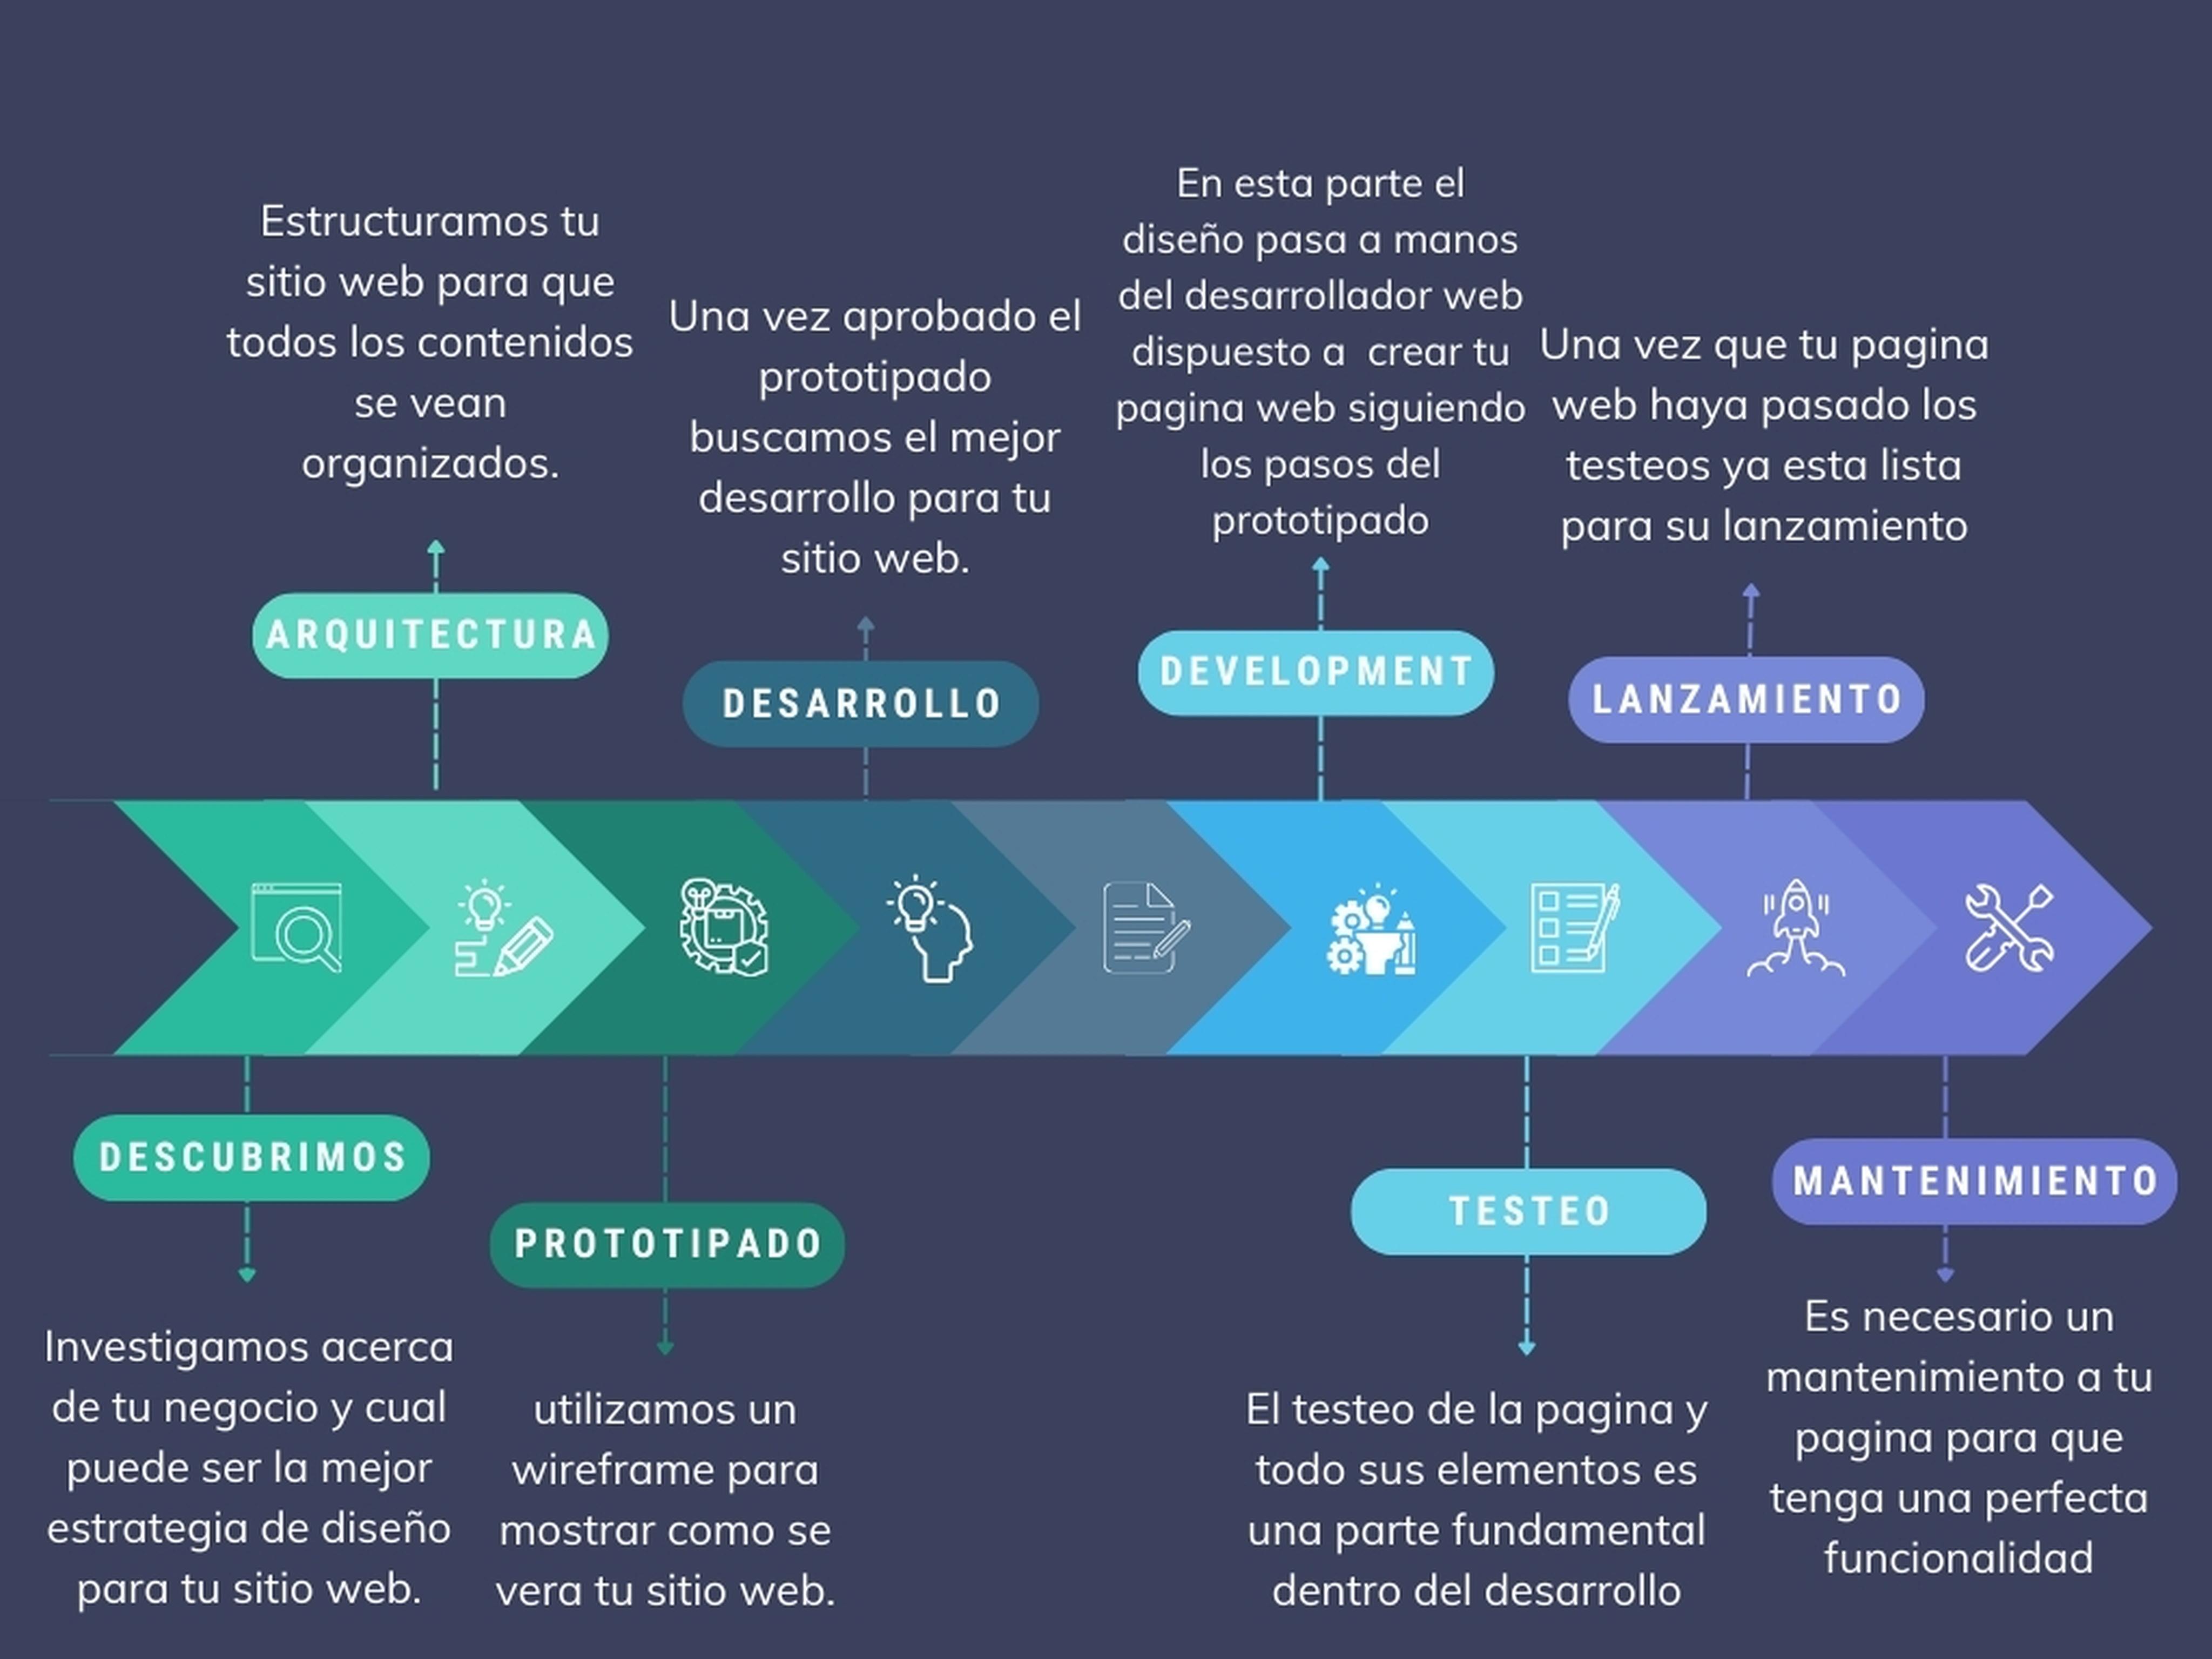 Estructuramos tu
sitio web para que
todos los contenidos
se vean
organizados.
ARQUITECTURA
Una vez aprobado el
prototipado
buscamos el mejor
desarrollo para tu
sitio web.
DESARROLLO
En esta parte el
diseño pasa a manos
del desarrollador web
dispuesto a crear tu
pagina web siguiendo
los pasos del
prototipado
DEVELOPMENT
Una vez que tu pagina
web haya pasado los
testeos ya esta lista
para su lanzamiento
LANZAMIENTO
DESCUBRIMOS
Investigamos acerca
de tu negocio y cual
puede ser la mejor
estrategia de diseño
para tu sitio web.
PROTOTIPADO
utilizamos un
wireframe para
mostrar como se
vera tu sitio web.
TESTEO
El testeo de la pagina y
todo sus elementos es
una parte fundamental
dentro del desarrollo
MANTENIMIENTO
Es necesario un
mantenimiento a tu
pagina para que
tenga una perfecta
funcionalidad